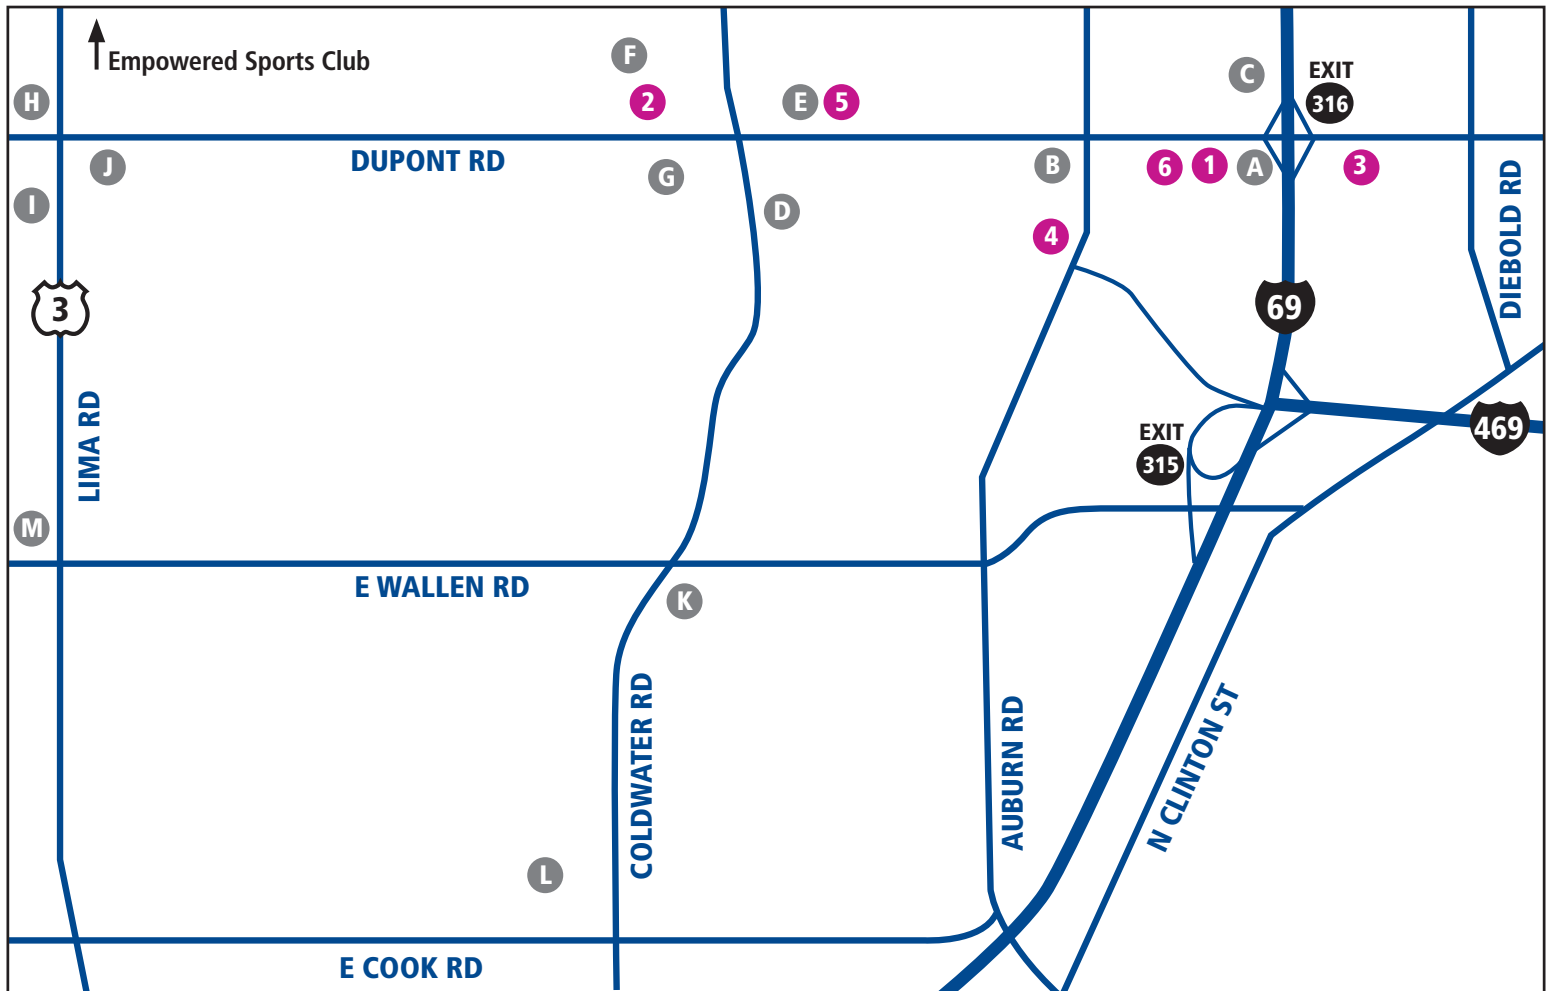 Empowered Sports Club
F
C
EXIT
316
H
2
E
5
DUPONT RD
J
G
B
6
1
A
3
I
D
4
DIEBOLD RD
3
69
LIMA RD
469
EXIT
315
M
E WALLEN RD
K
COLDWATER RD
AUBURN RD
N CLINTON ST
L
E COOK RD